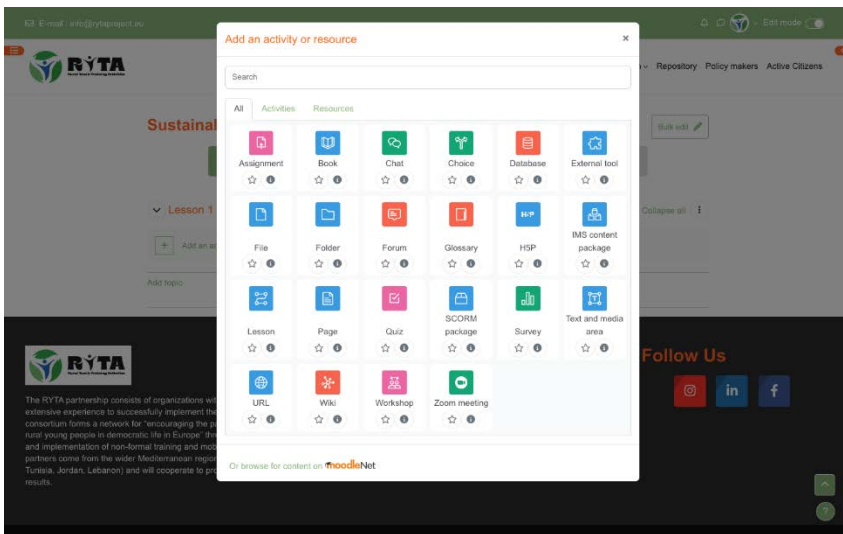 E-mail : info@rytaproject.eu
Edit mode
RYTA
Repository Policy makers Active Citizens
Add an activity or resource ×
Search
All Activities Resources
Sustainal
Bulk edit
Assignment Book Chat Choice Database External tool
Lesson 1
Collapse all
Add an ac
File Folder Forum Glossary H5P IMS content package
Add topic
Lesson Page Quiz SCORM package Survey Text and media area
URL Wiki Workshop Zoom meeting
Or browse for content on moodleNet
RYTA
The RYTA partnership consists of organizations wit
extensive experience to successfully implement the
consortium forms a network for "encouraging the pa
rural young people in democratic life in Europe" thr
and implementation of non-formal training and mob
partners come from the wider Mediterranean region
Tunisia, Jordan, Lebanon) and will cooperate to pro
results.
Follow Us